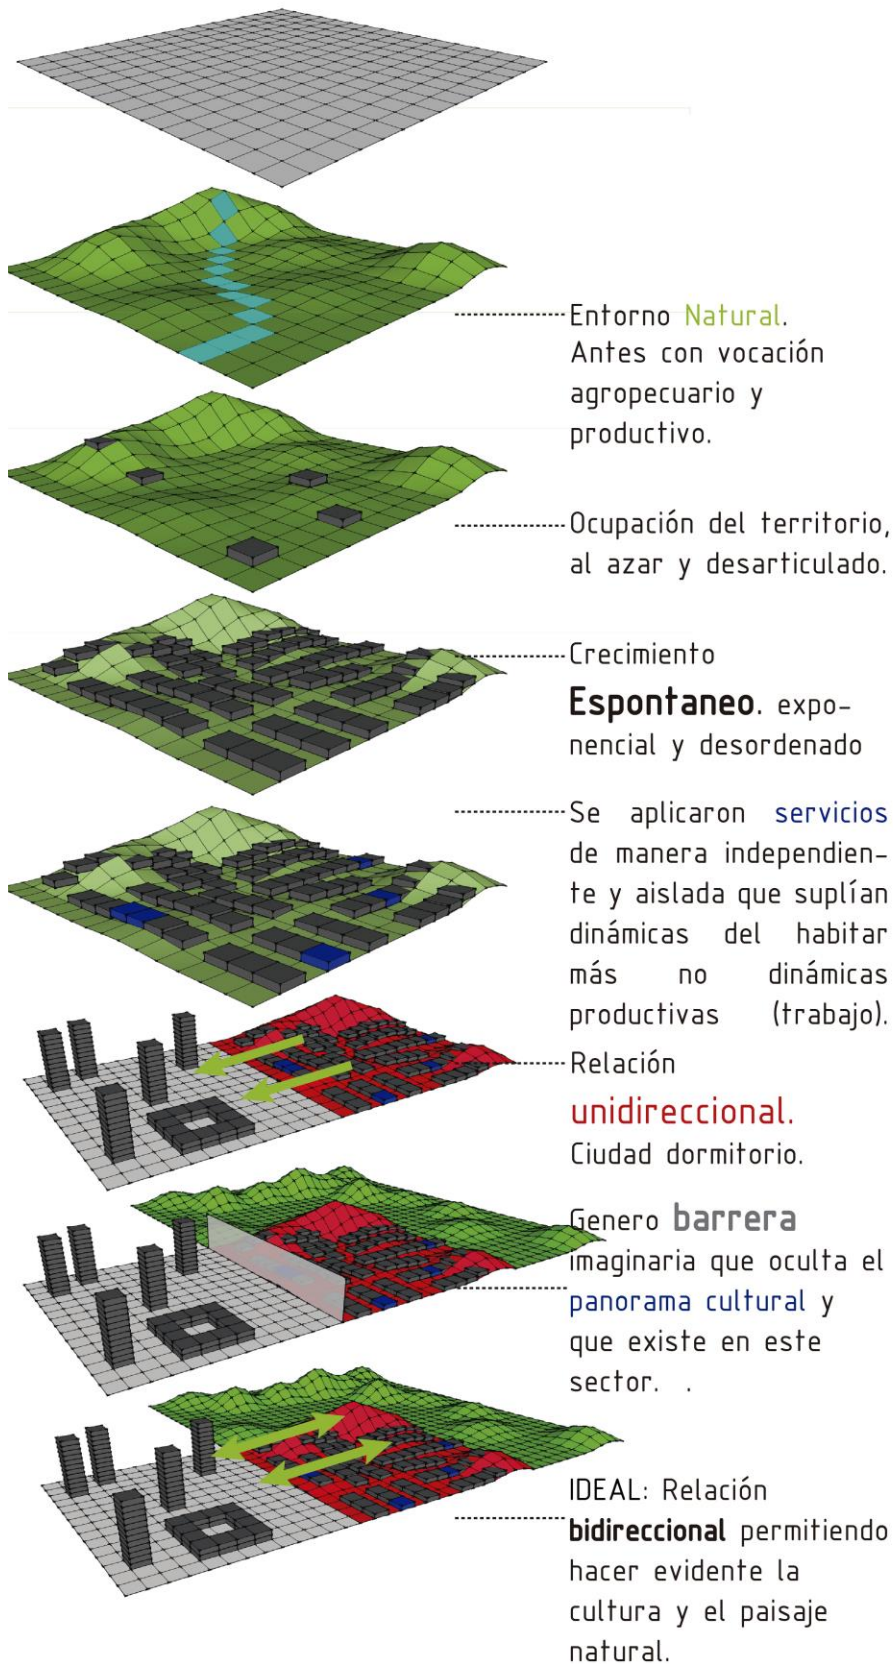 Entorno Natural.
Antes con vocación
agropecuario y
productivo.
Ocupación del territorio,
al azar y desarticulado.
Crecimiento
Espontaneo. expo-
nencial y desordenado
Se aplicaron servicios
de manera independien-
te y aislada que suplían
dinámicas del habitar
más no dinámicas
productivas (trabajo).
Relación
unidireccional.
Ciudad dormitorio.
Genero barrera
imaginaria que oculta el
panorama cultural y
que existe en este
sector. .
IDEAL: Relación
bidireccional permitiendo
hacer evidente la
cultura y el paisaje
natural.